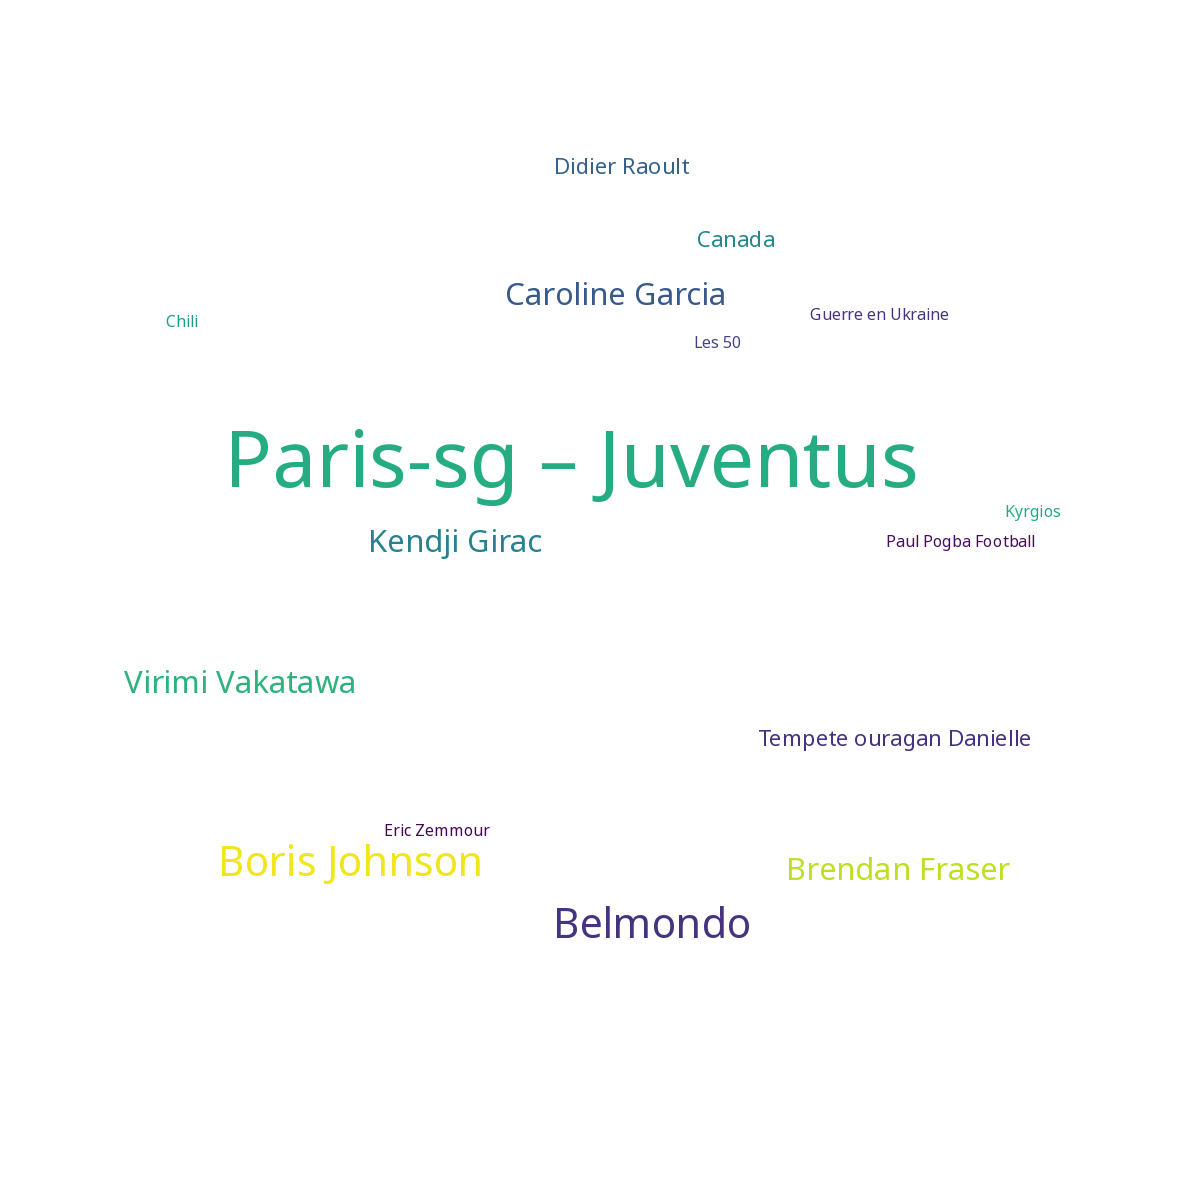 Didier Raoult
Canada
Caroline Garcia
Guerre en Ukraine
Chili
Les 50
Paris-sg – Juventus
Kyrgios
Kendji Girac
Paul Pogba Football
Virimi Vakatawa
Tempete ouragan Danielle
Eric Zemmour
Boris Johnson
Brendan Fraser
Belmondo